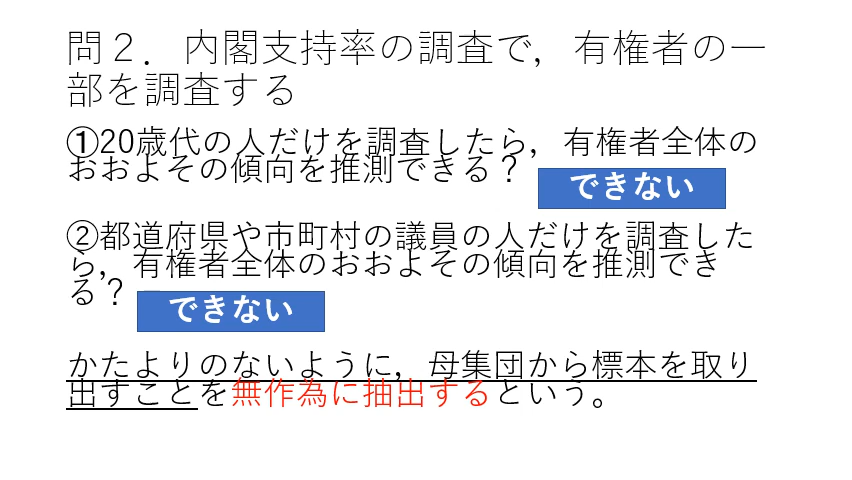 問２．内閣支持率の調査で，有権者の一
部を調査する
①20歳代の人だけを調査したら，有権者全体の
おおよその傾向を推測できる？
できない
②都道府県や市町村の議員の人だけを調査した
ら，有権者全体のおおよその傾向を推測でき
る？
できない
かたよりのないように，母集団から標本を取り
出すことを無作為に抽出するという。